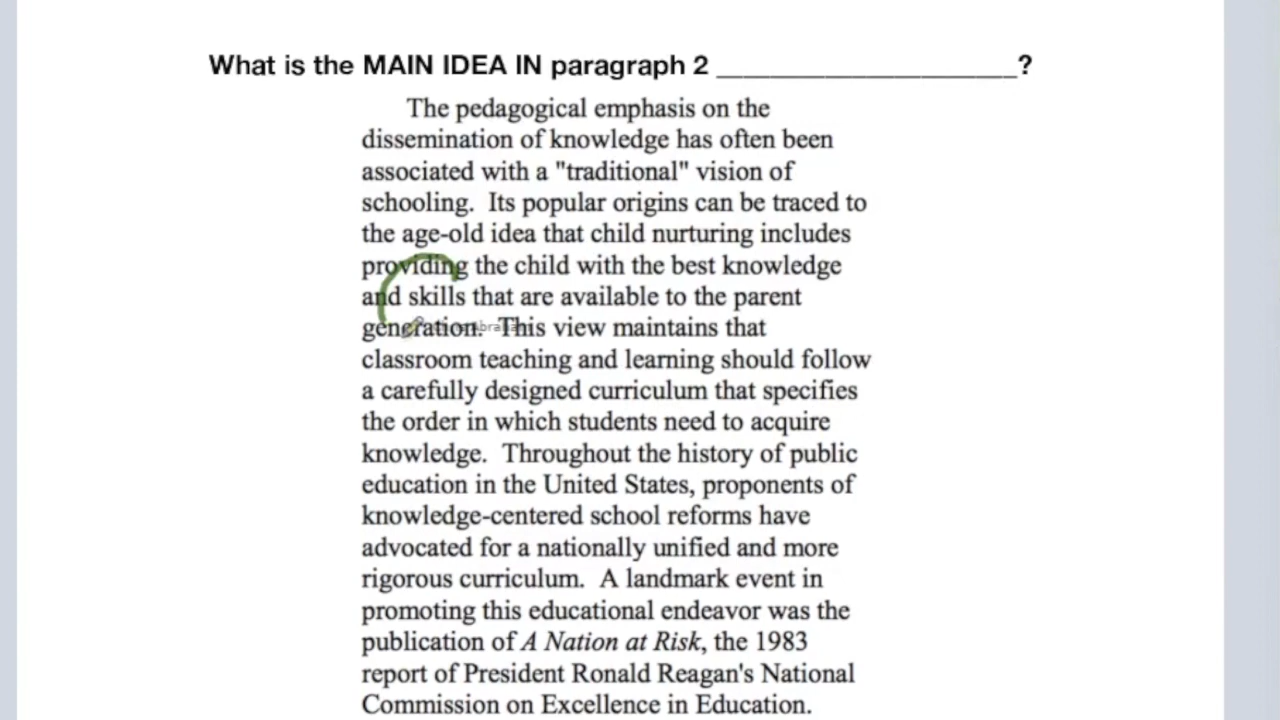 What is the MAIN IDEA IN paragraph 2 ______________________?
The pedagogical emphasis on the
dissemination of knowledge has often been
associated with a "traditional" vision of
schooling. Its popular origins can be traced to
the age-old idea that child nurturing includes
providing the child with the best knowledge
and skills that are available to the parent
generation. This view maintains that
classroom teaching and learning should follow
a carefully designed curriculum that specifies
the order in which students need to acquire
knowledge. Throughout the history of public
education in the United States, proponents of
knowledge-centered school reforms have
advocated for a nationally unified and more
rigorous curriculum. A landmark event in
promoting this educational endeavor was the
publication of A Nation at Risk, the 1983
report of President Ronald Reagan's National
Commission on Excellence in Education.